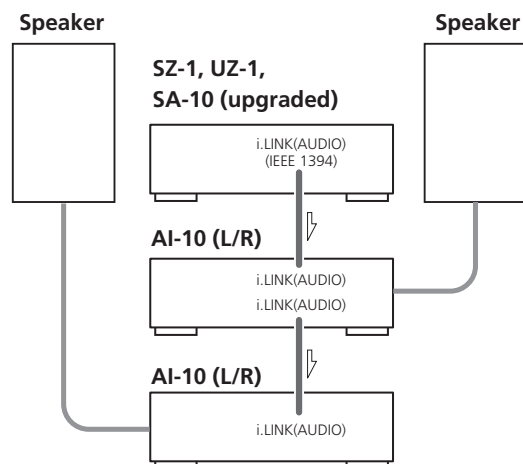 Speaker
Speaker
SZ-1, UZ-1,
SA-10 (upgraded)
i.LINK(AUDIO)
(IEEE 1394)
AI-10 (L/R)
i.LINK(AUDIO)
i.LINK(AUDIO)
AI-10 (L/R)
i.LINK(AUDIO)